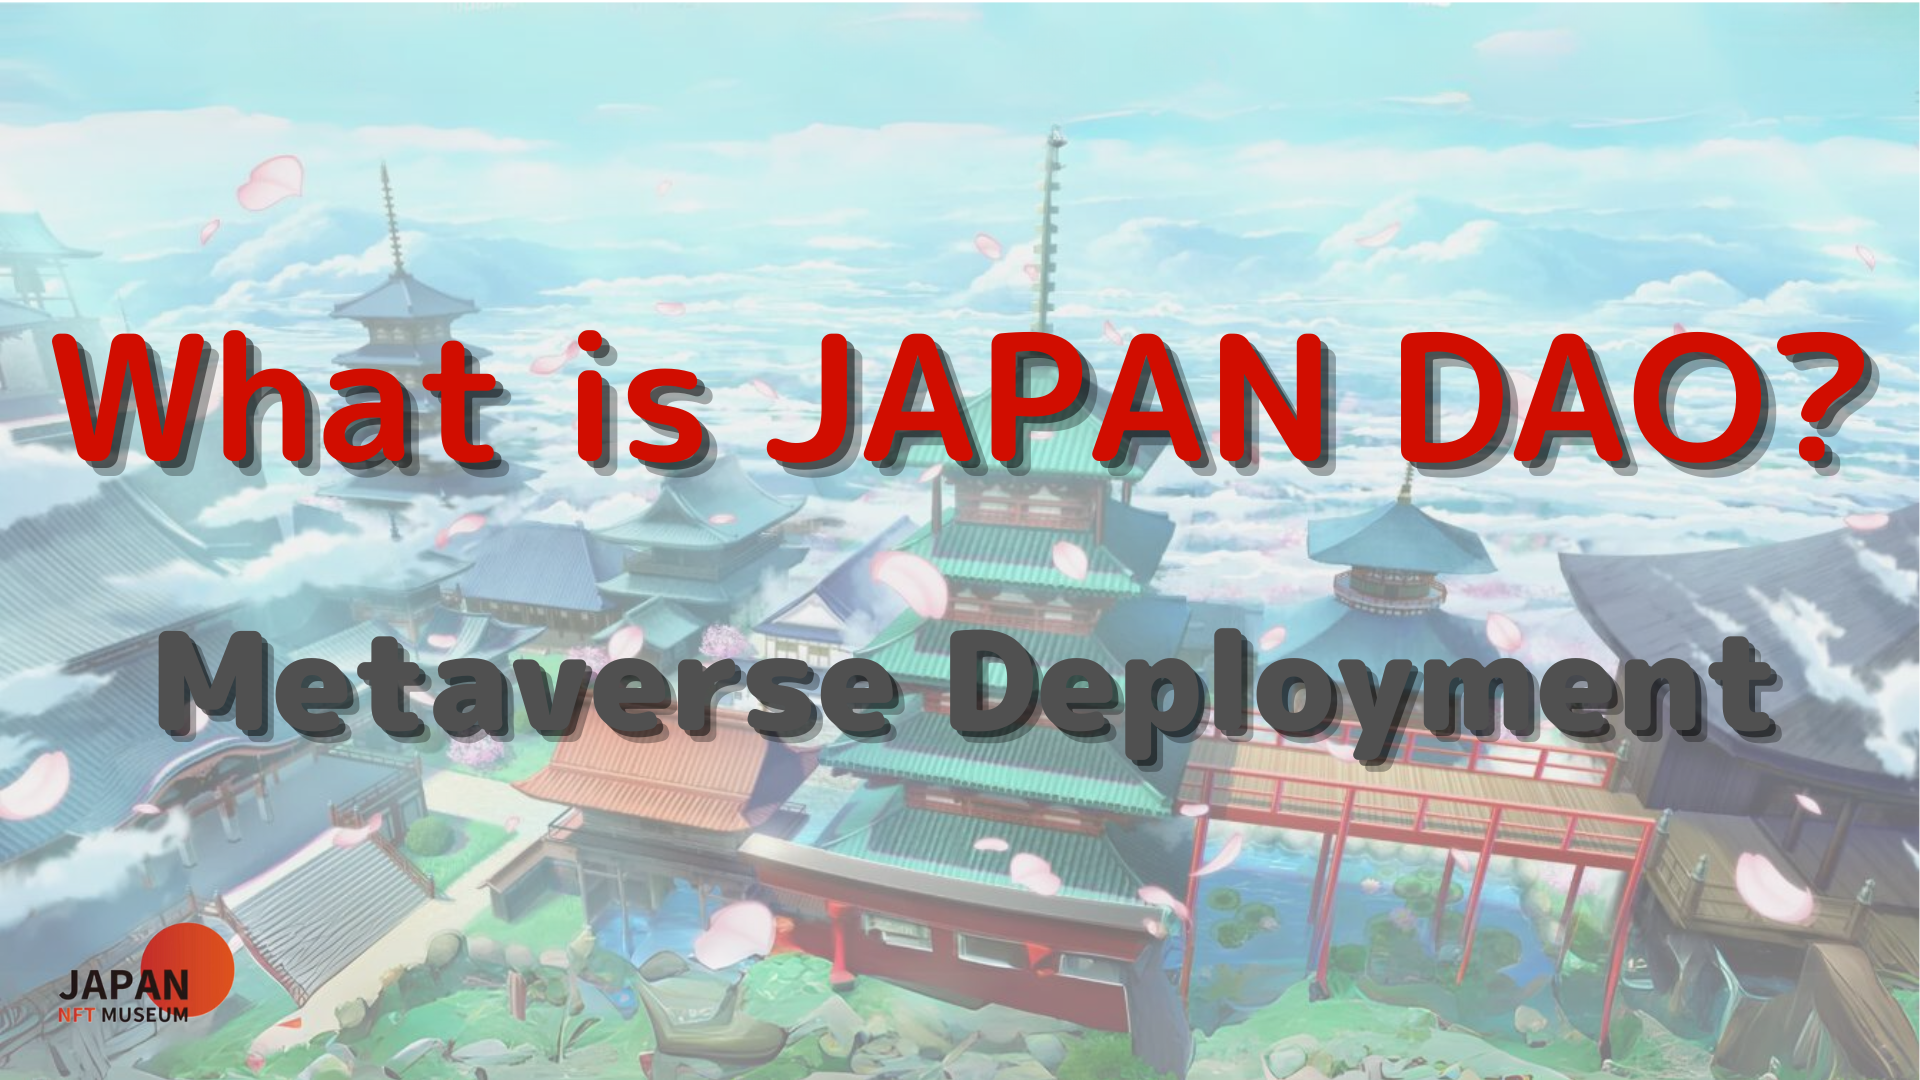 What is JAPAN DAO?
Metaverse Deployment
JAPAN
NFT MUSEUM